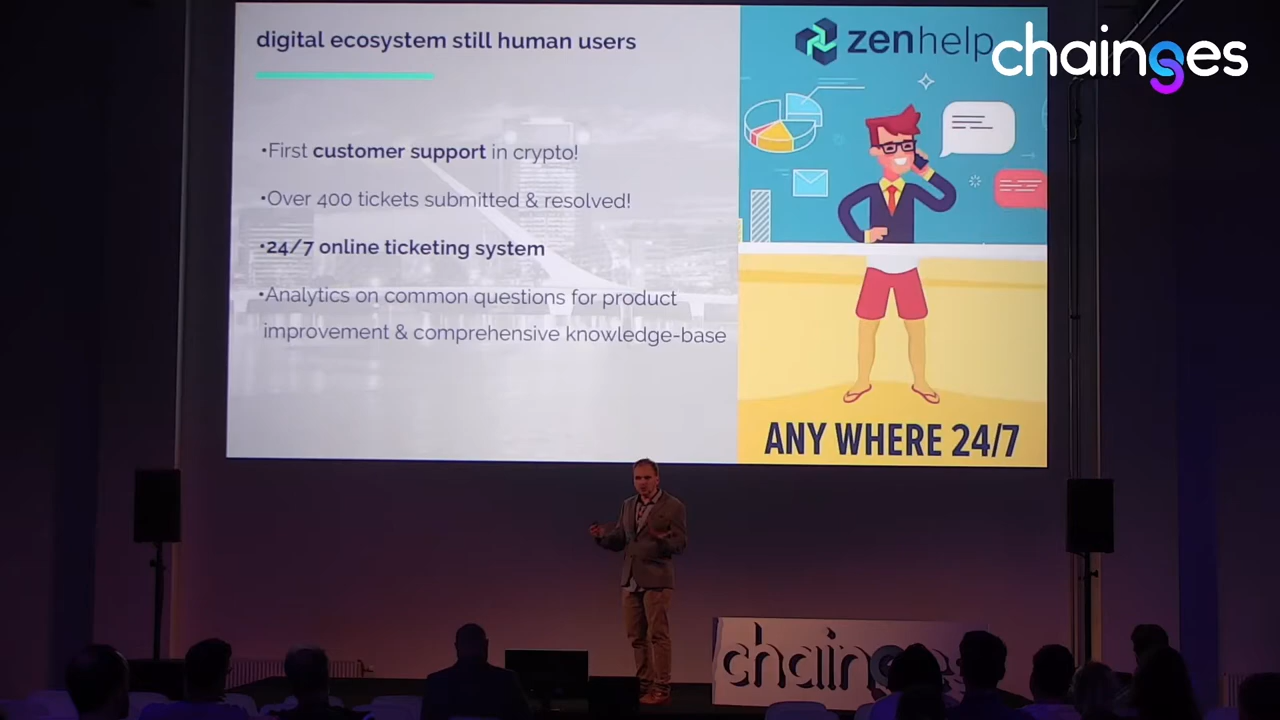 digital ecosystem still human users
•First customer support in crypto!
•Over 400 tickets submitted & resolved!
•24/7 online ticketing system
•Analytics on common questions for product
improvement & comprehensive knowledge-base
zenhelp
ANY WHERE 24/7
chainges
chainges